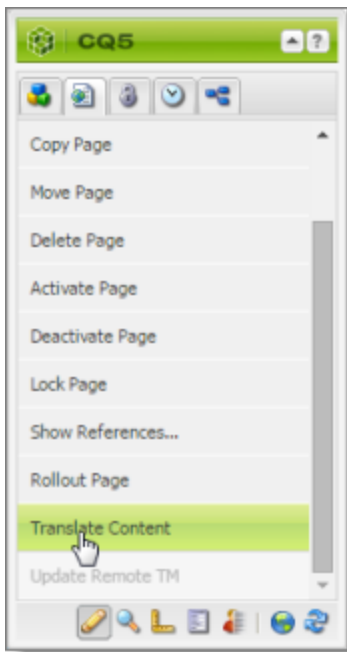 CQ5
?
Copy Page
Move Page
Delete Page
Activate Page
Deactivate Page
Lock Page
Show References...
Rollout Page
Translate Content
Update Remote TM